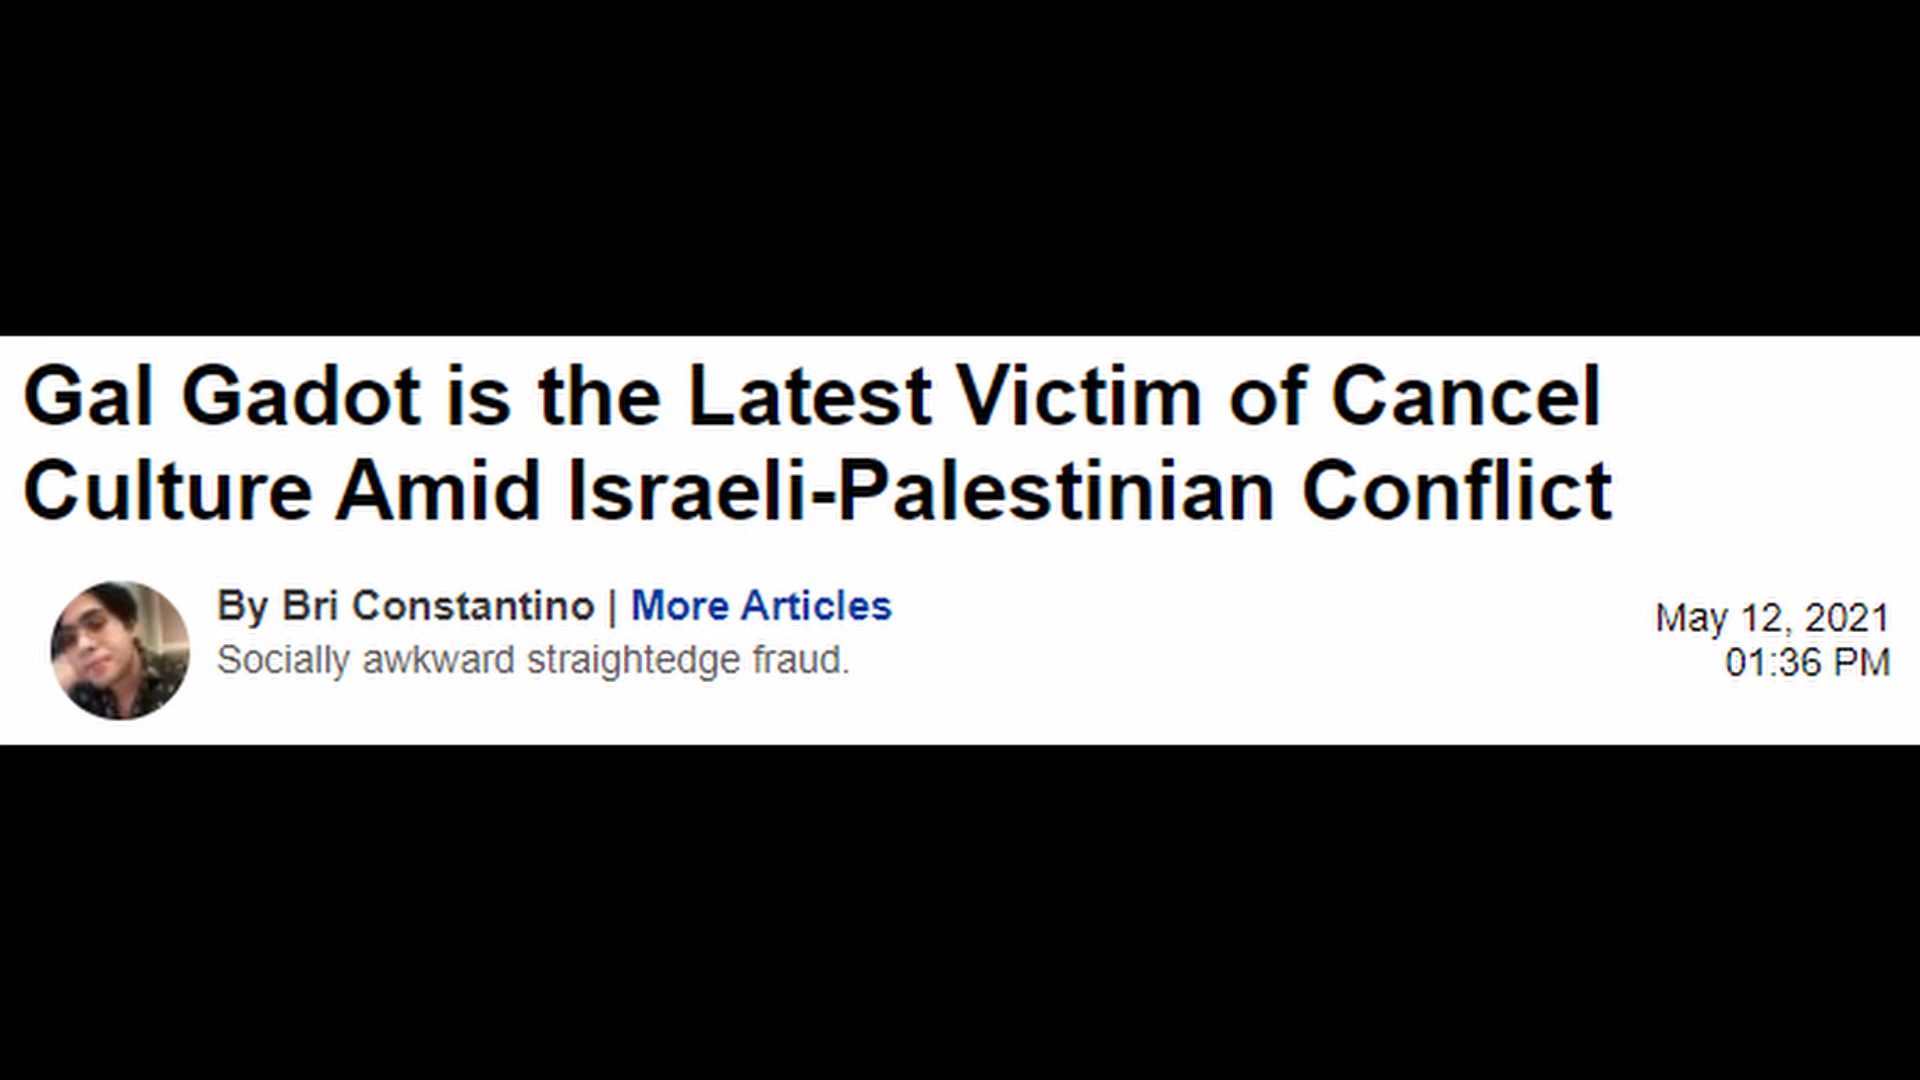 Gal Gadot is the Latest Victim of Cancel
Culture Amid Israeli-Palestinian Conflict
By Bri Constantino | More Articles
Socially awkward straightedge fraud.
May 12, 2021
01:36 PM